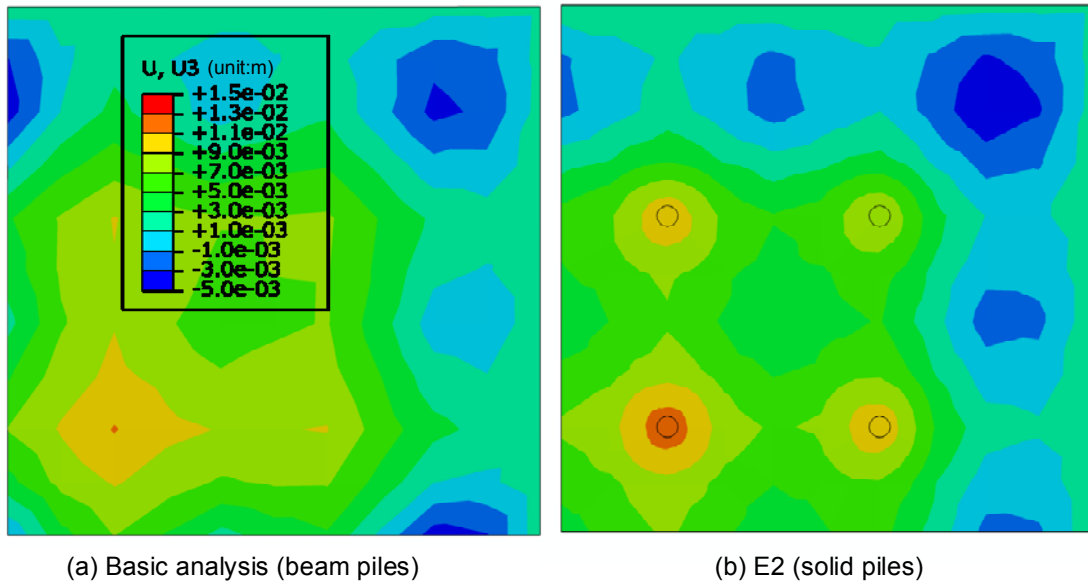 U, U3 (unit:m)
+1.5e-02
+1.3e-02
+1.1e-02
+9.0e-03
+7.0e-03
+5.0e-03
+3.0e-03
+1.0e-03
-1.0e-03
-3.0e-03
-5.0e-03
(a) Basic analysis (beam piles)
(b) E2 (solid piles)